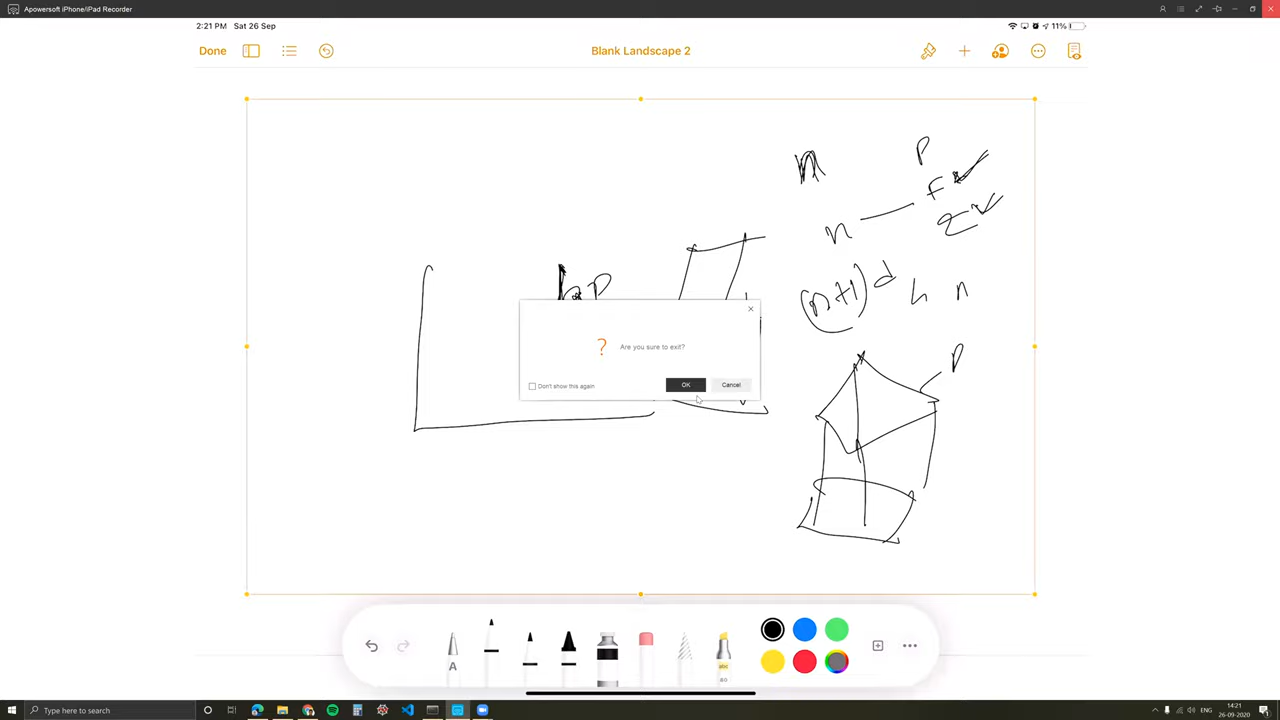 Apowersoft iPhone/iPad Recorder
2:21 PM Sat 26 Sep
11%
Done
Blank Landscape 2
n
P
F
n
(n+1)d
h n
P
P
Are you sure to exit?
Don't show this again
OK
Cancel
A
Type here to search
ENG
14:21
26-09-2020